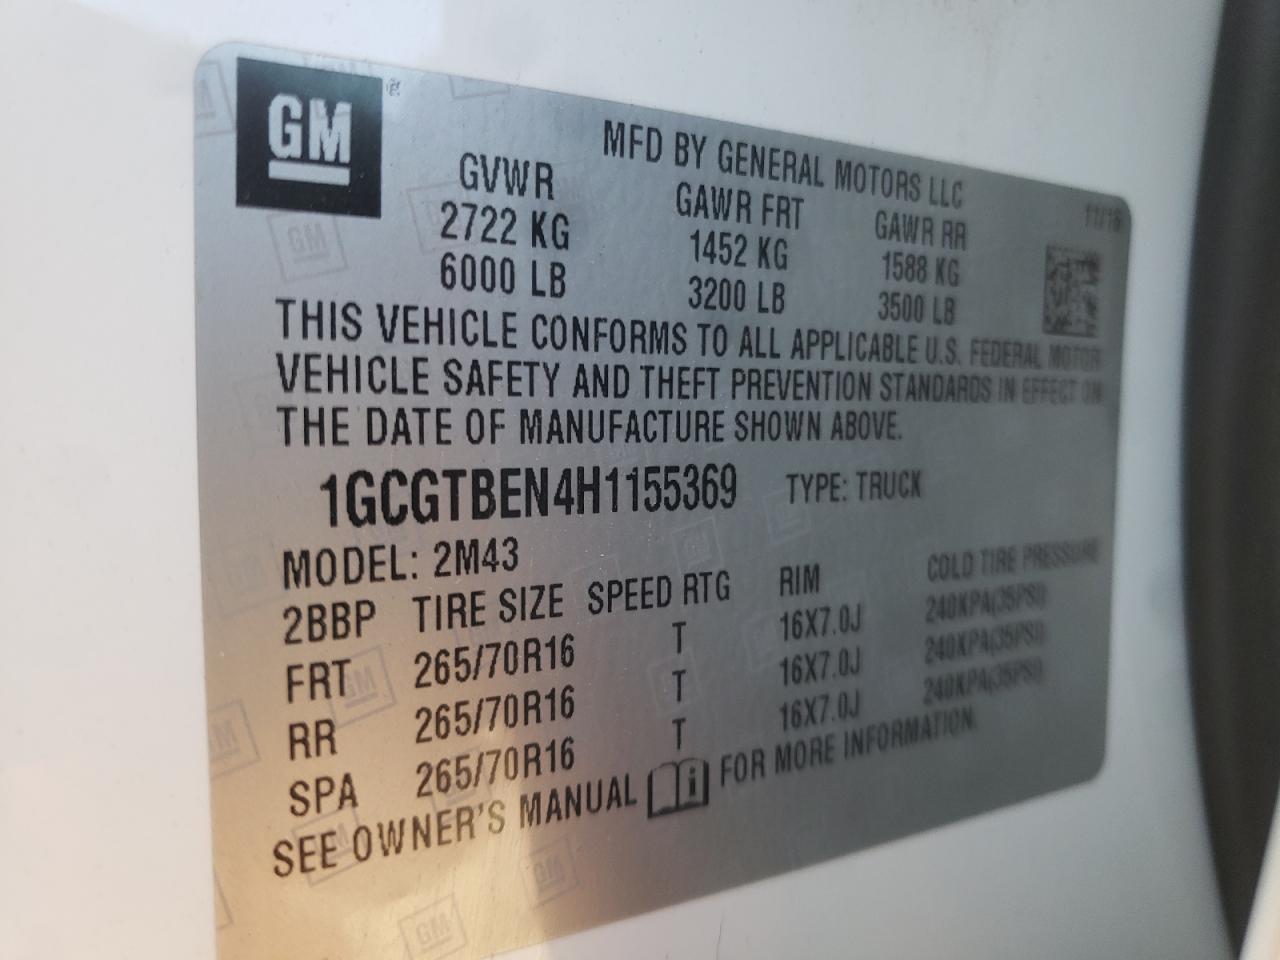 GM
MFD BY GENERAL MOTORS LLC
11/16
GVWR GAWR FRT GAWR RR
2722 KG 1452 KG 1588 KG
6000 LB 3200 LB 3500 LB
THIS VEHICLE CONFORMS TO ALL APPLICABLE U.S. FEDERAL MOTOR
VEHICLE SAFETY AND THEFT PREVENTION STANDARDS IN EFFECT ON
THE DATE OF MANUFACTURE SHOWN ABOVE.
1GCGTBEN4H1155369 TYPE: TRUCK
MODEL: 2M43
2BBP TIRE SIZE SPEED RTG RIM COLD TIRE PRESSURE
FRT 265/70R16 T 16X7.0J 240KPA(35PSI)
RR 265/70R16 T 16X7.0J 240KPA(35PSI)
SPA 265/70R16 T 16X7.0J 240KPA(35PSI)
SEE OWNER'S MANUAL FOR MORE INFORMATION.